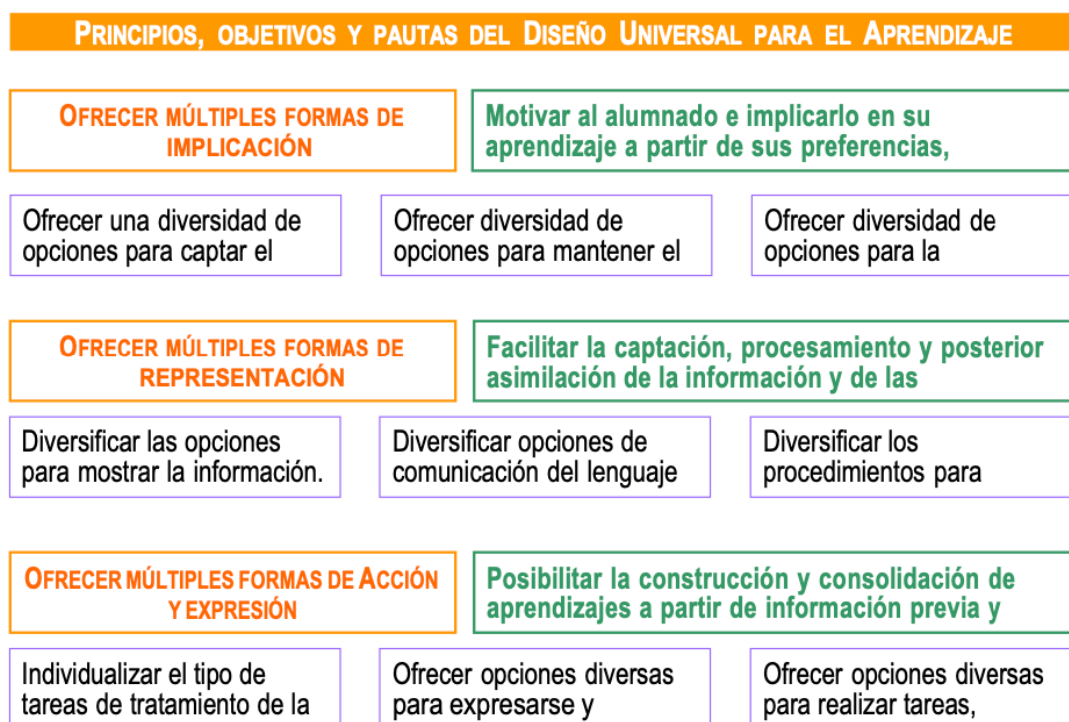 PRINCIPIOS, OBJETIVOS Y PAUTAS DEL DISEÑO UNIVERSAL PARA EL APRENDIZAJE
OFRECER MÚLTIPLES FORMAS DE
IMPLICACIÓN
Motivar al alumnado e implicarlo en su
aprendizaje a partir de sus preferencias,
Ofrecer una diversidad de
opciones para captar el
Ofrecer diversidad de
opciones para mantener el
Ofrecer diversidad de
opciones para la
OFRECER MÚLTIPLES FORMAS DE
REPRESENTACIÓN
Facilitar la captación, procesamiento y posterior
asimilación de la información y de las
Diversificar las opciones
para mostrar la información.
Diversificar opciones de
comunicación del lenguaje
Diversificar los
procedimientos para
OFRECER MÚLTIPLES FORMAS DE ACCIÓN
Y EXPRESIÓN
Posibilitar la construcción y consolidación de
aprendizajes a partir de información previa y
Individualizar el tipo de
tareas de tratamiento de la
Ofrecer opciones diversas
para expresarse y
Ofrecer opciones diversas
para realizar tareas,